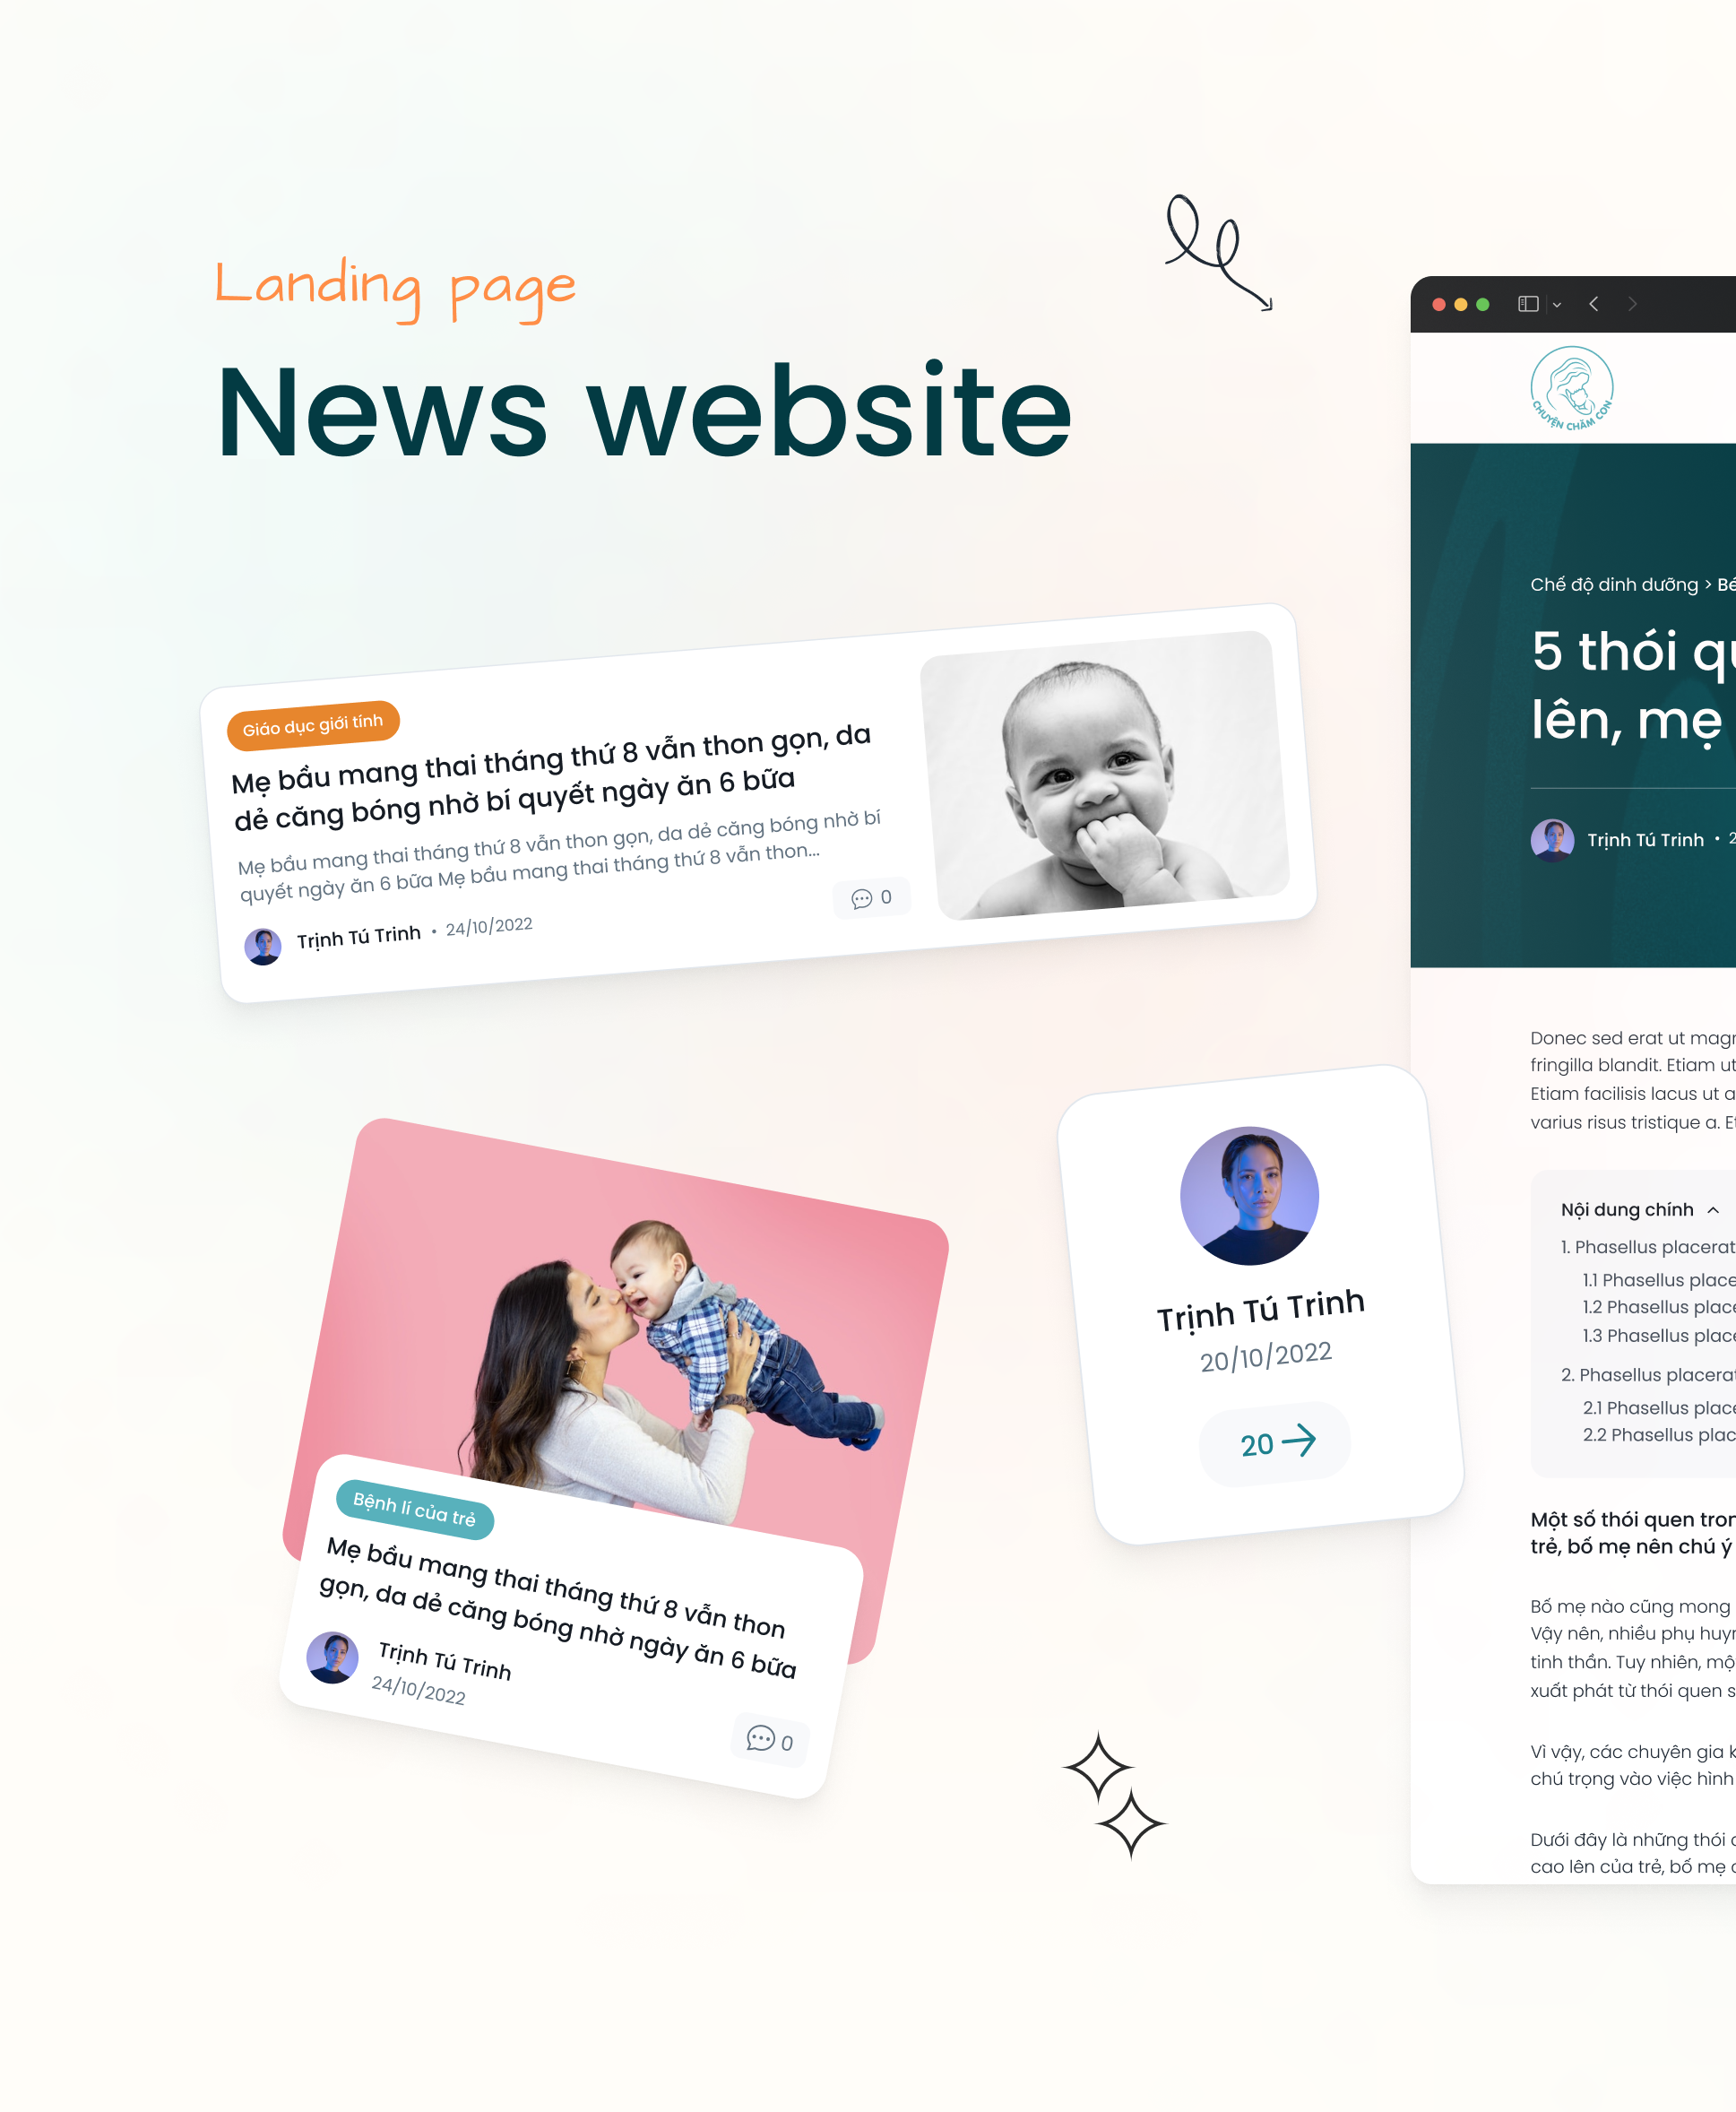 Landing page
News website
Giáo dục giới tính
Mẹ bầu mang thai tháng thứ 8 vẫn thon gọn, da
dẻ căng bóng nhờ bí quyết ngày ăn 6 bữa
Mẹ bầu mang thai tháng thứ 8 vẫn thon gọn, da dẻ căng bóng nhờ bí
quyết ngày ăn 6 bữa Mẹ bầu mang thai tháng thứ 8 vẫn thon...
Trịnh Tú Trinh • 24/10/2022
0
Bệnh lí của trẻ
Mẹ bầu mang thai tháng thứ 8 vẫn thon
gọn, da dẻ căng bóng nhờ ngày ăn 6 bữa
Trịnh Tú Trinh
24/10/2022
0
Trịnh Tú Trinh
20/10/2022
20
CHUYỆN CHĂM CON
Chế độ dinh dưỡng > Bé
5 thói qu
lên, mẹ
Trịnh Tú Trinh • 2
Donec sed erat ut magn
fringilla blandit. Etiam ut
Etiam facilisis lacus ut a
varius risus tristique a. Et
Nội dung chính
1. Phasellus placerat
1.1 Phasellus place
1.2 Phasellus place
1.3 Phasellus place
2. Phasellus placerat
2.1 Phasellus place
2.2 Phasellus plac
Một số thói quen tron
trẻ, bố mẹ nên chú ý
Bố mẹ nào cũng mong
Vậy nên, nhiều phụ huyn
tinh thần. Tuy nhiên, mộ
xuất phát từ thói quen s
Vì vậy, các chuyên gia k
chú trọng vào việc hình
Dưới đây là những thói
cao lên của trẻ, bố mẹ